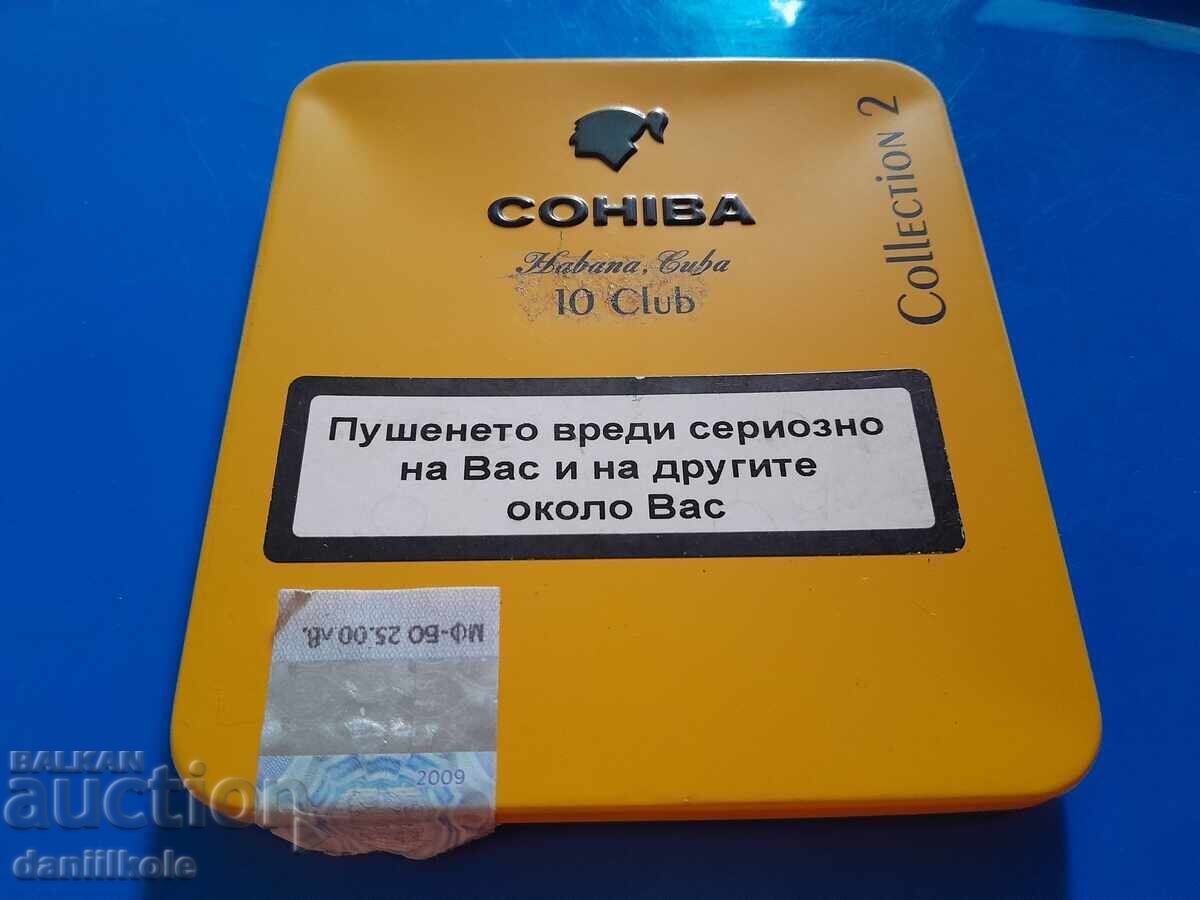 COHIBA
Habana, Cuba
10 Club
Collection 2
Пушенето вреди сериозно
на Вас и на другите
около Вас
МФ-БО 25.00лв.
2009
BALKAN
auction
daniilkole